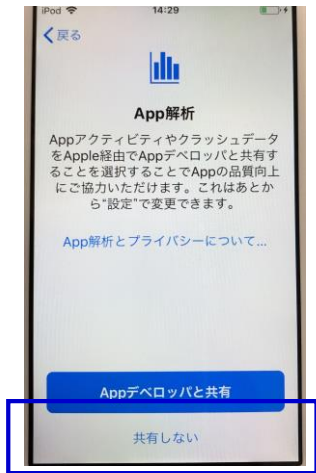 iPod 14:29
戻る
App解析
Appアクティビティやクラッシュデータ
をApple経由でAppデベロッパと共有す
ることを選択することでAppの品質向上
にご協力いただけます。これはあとか
ら“設定”で変更できます。
App解析とプライバシーについて...
Appデベロッパと共有
共有しない